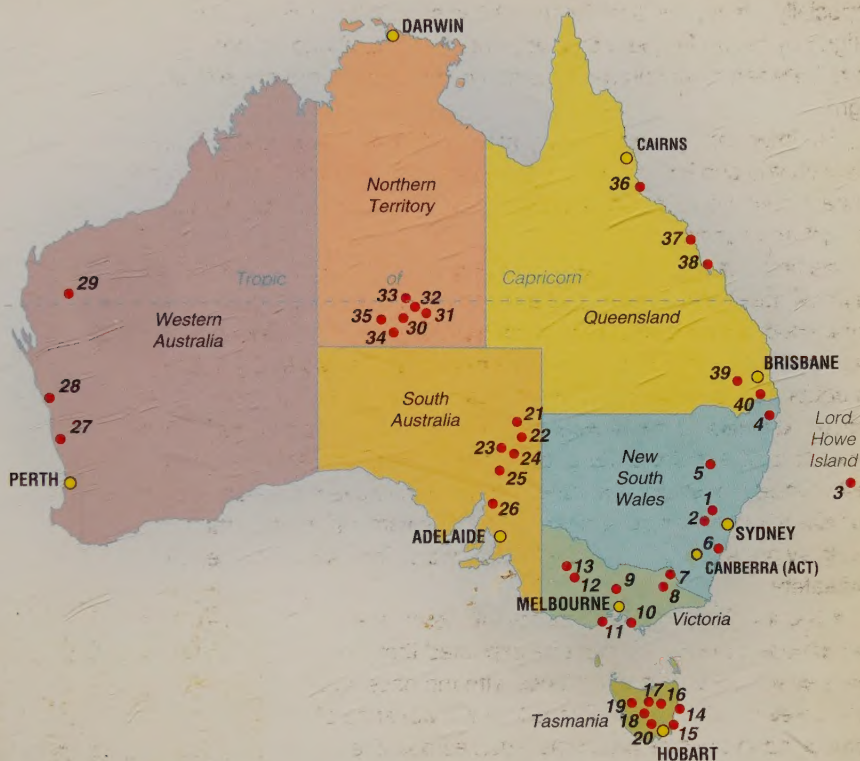 DARWIN
CAIRNS
36
Northern
Territory
37
38
Tropic of Capricorn
29
33
32
31
35
30
34
Western
Australia
Queensland
BRISBANE
39
40
28
South
Australia
21
4
22
27
23
24
New
South
Wales
5
Lord
Howe
Island
25
3
PERTH
26
1
2
SYDNEY
ADELAIDE
6
CANBERRA (ACT)
13
12
9
7
8
MELBOURNE
10
11
Victoria
17
16
19
14
18
Tasmania
15
20
HOBART